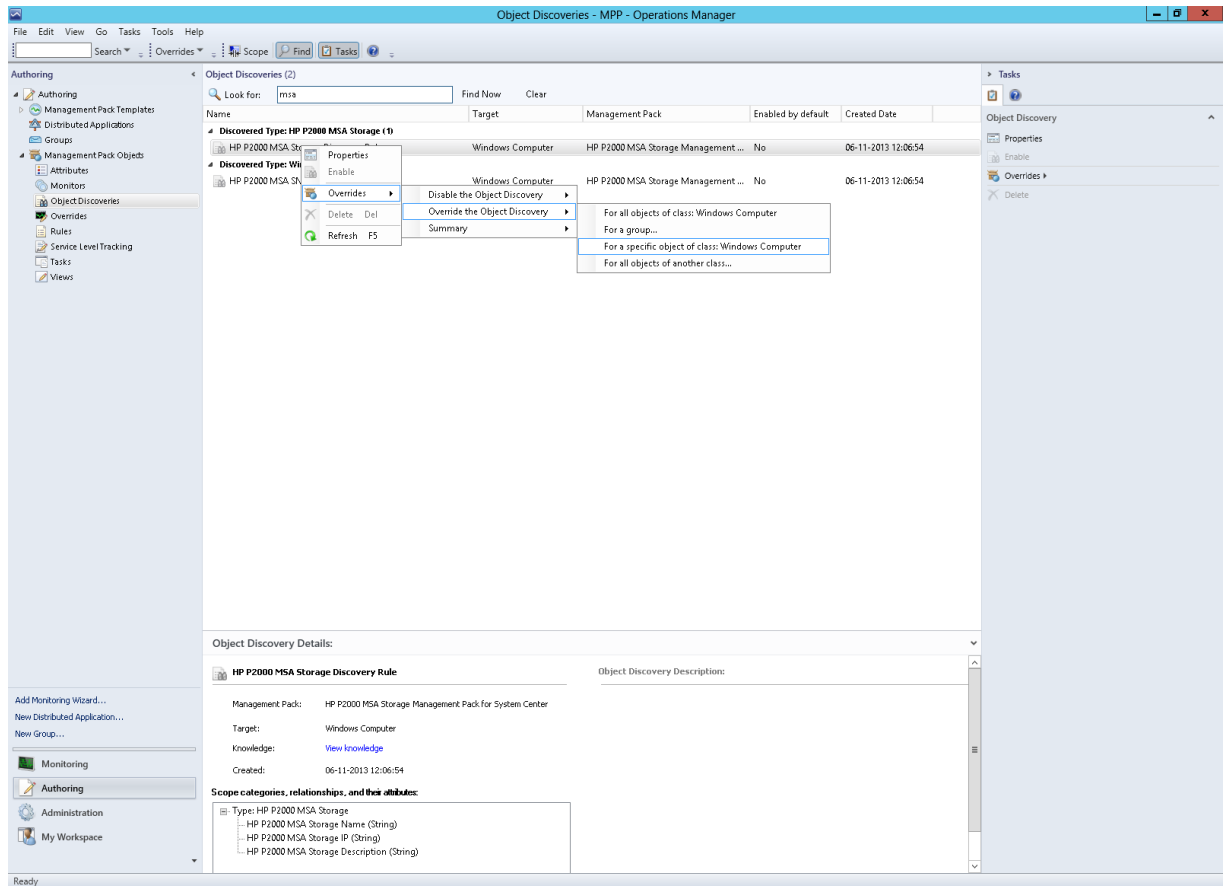 Object Discoveries - MPP - Operations Manager
File Edit View Go Tasks Tools Help
Search Overrides Scope Find Tasks
Authoring
Authoring
Management Pack Templates
Distributed Applications
Groups
Management Pack Objects
Attributes
Monitors
Object Discoveries
Overrides
Rules
Service Level Tracking
Tasks
Views
Add Monitoring Wizard...
New Distributed Application...
New Group...
Monitoring
Authoring
Administration
My Workspace
Object Discoveries (2)
Look for: msa Find Now Clear
Name Target Management Pack Enabled by default Created Date
Discovered Type: HP P2000 MSA Storage (1)
HP P2000 MSA Windows Computer HP P2000 MSA Storage Management ... No 06-11-2013 12:06:54
Discovered Type:
HP P2000 MSA Windows Computer HP P2000 MSA Storage Management ... No 06-11-2013 12:06:54
Properties
Enable
Overrides
Delete Del
Refresh F5
Disable the Object Discovery
Override the Object Discovery
Summary
For all objects of class: Windows Computer
For a group...
For a specific object of class: Windows Computer
For all objects of another class...
Object Discovery Details:
HP P2000 MSA Storage Discovery Rule
Object Discovery Description:
Management Pack: HP P2000 MSA Storage Management Pack for System Center
Target: Windows Computer
Knowledge: View knowledge
Created: 06-11-2013 12:06:54
Scope categories, relationships, and their attributes:
Type: HP P2000 MSA Storage
HP P2000 MSA Storage Name (String)
HP P2000 MSA Storage IP (String)
HP P2000 MSA Storage Description (String)
Tasks
Object Discovery
Properties
Enable
Overrides
Delete
Ready